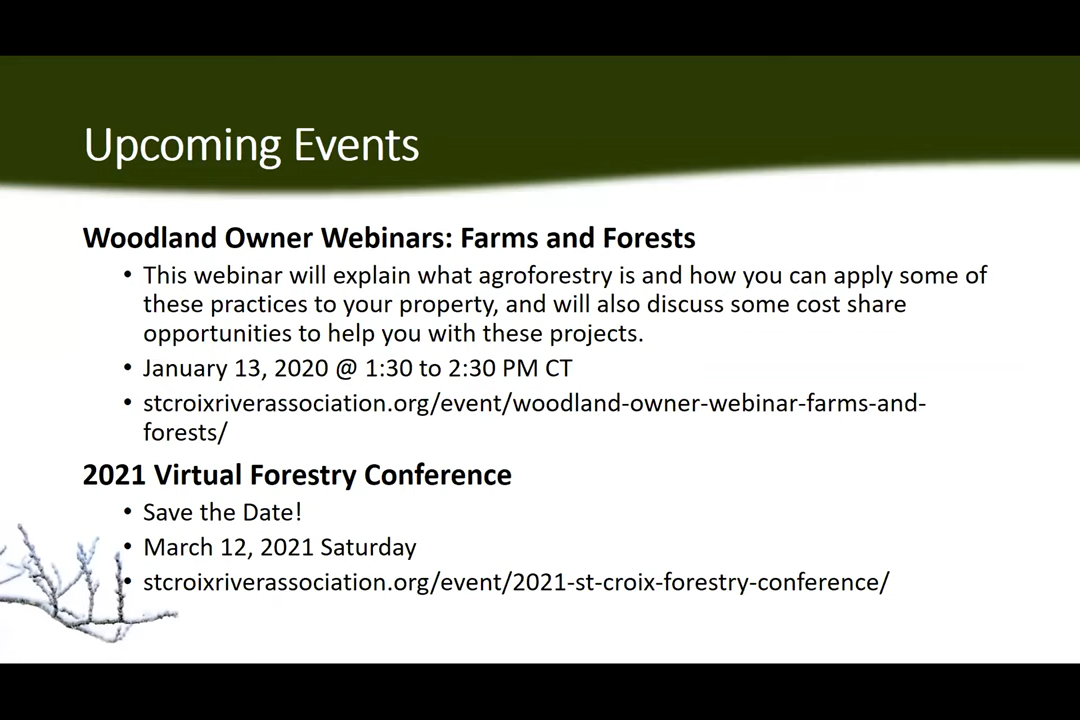 Upcoming Events
Woodland Owner Webinars: Farms and Forests
• This webinar will explain what agroforestry is and how you can apply some of
these practices to your property, and will also discuss some cost share
opportunities to help you with these projects.
• January 13, 2020 @ 1:30 to 2:30 PM CT
• stcroixriverassociation.org/event/woodland-owner-webinar-farms-and-
forests/
2021 Virtual Forestry Conference
• Save the Date!
• March 12, 2021 Saturday
• stcroixriverassociation.org/event/2021-st-croix-forestry-conference/